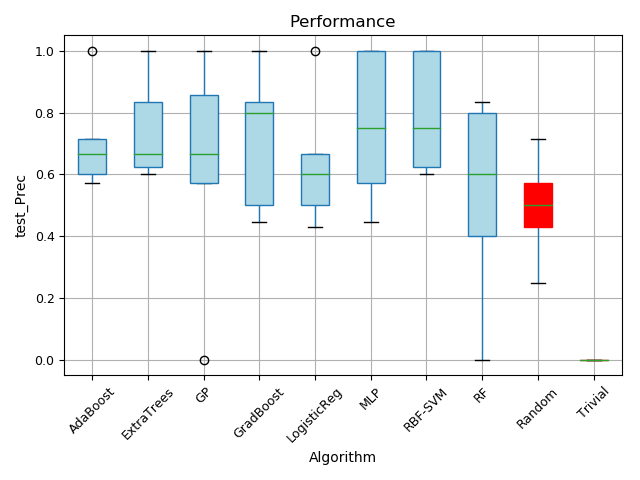 Performance
1.0
0.8
0.6
0.4
0.2
0.0
test_Prec
AdaBoost
ExtraTrees
GP
GradBoost
LogisticReg
MLP
RBF-SVM
RF
Random
Trivial
Algorithm